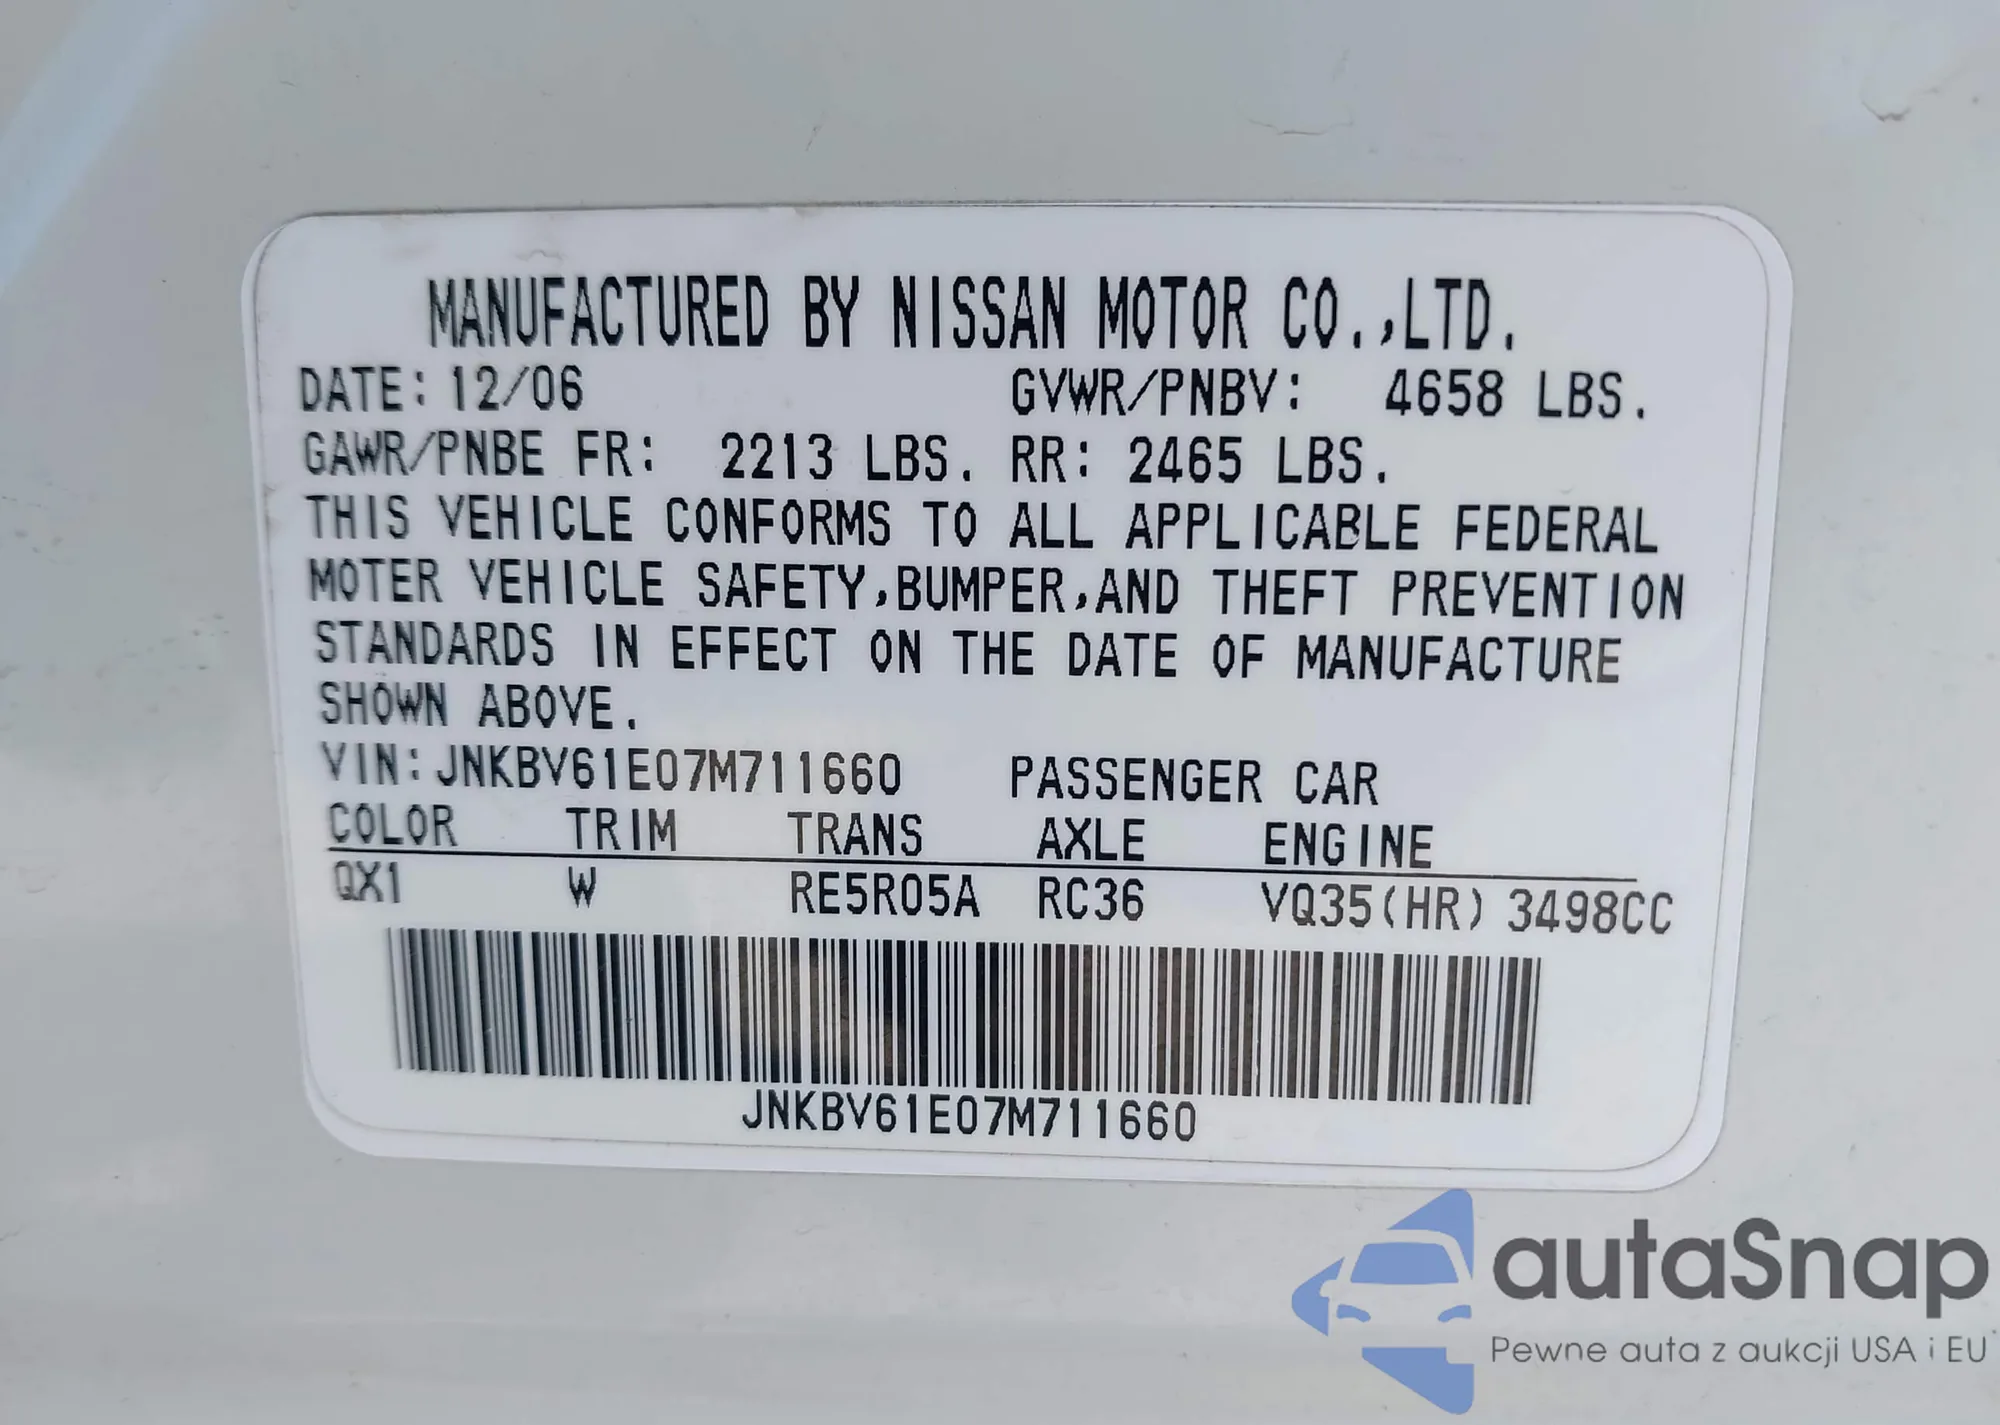 MANUFACTURED BY NISSAN MOTOR CO.,LTD.
DATE: 12/06 GVWR/PNBV: 4658 LBS.
GAWR/PNBE FR: 2213 LBS. RR: 2465 LBS.
THIS VEHICLE CONFORMS TO ALL APPLICABLE FEDERAL
MOTER VEHICLE SAFETY,BUMPER,AND THEFT PREVENTION
STANDARDS IN EFFECT ON THE DATE OF MANUFACTURE
SHOWN ABOVE.
VIN:JNKBV61E07M711660 PASSENGER CAR
COLOR TRIM TRANS AXLE ENGINE
QX1 W RE5R05A RC36 VQ35(HR) 3498CC
JNKBV61E07M711660
autaSnap
Pewne auta z aukcji USA i EU